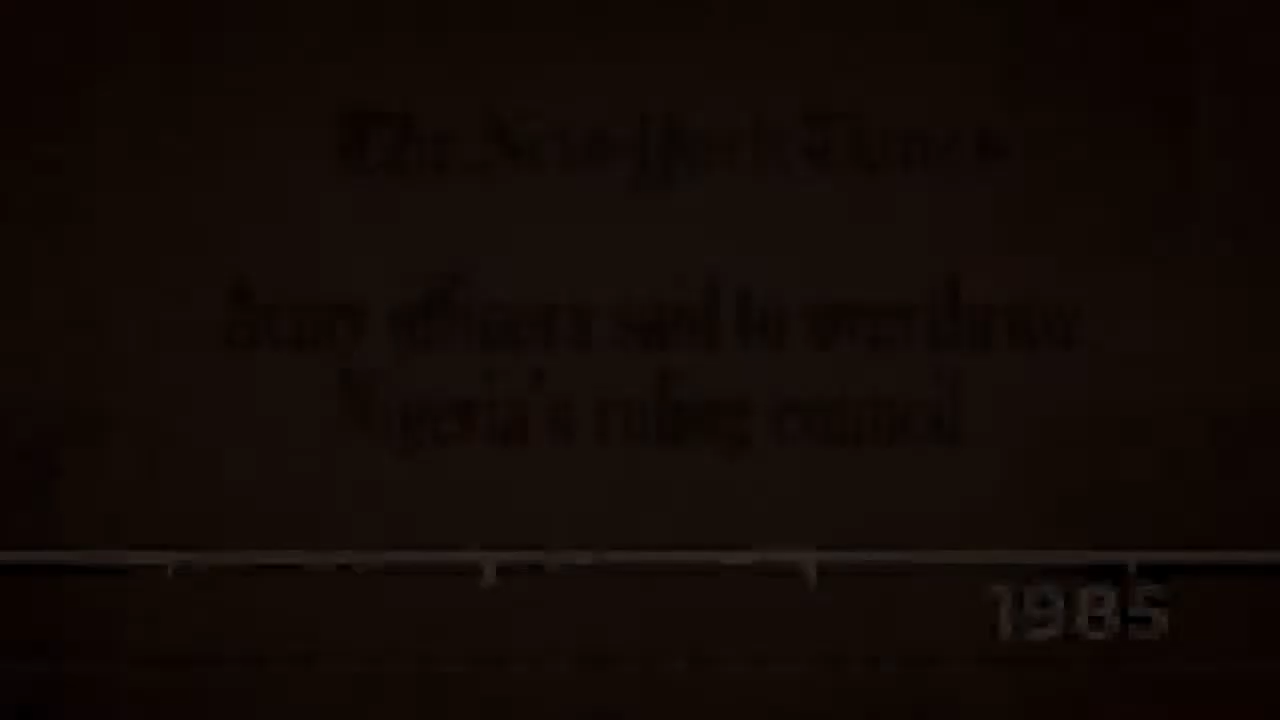 The New York Times
Army officers said to overthrow
Nigeria's ruling council
1985